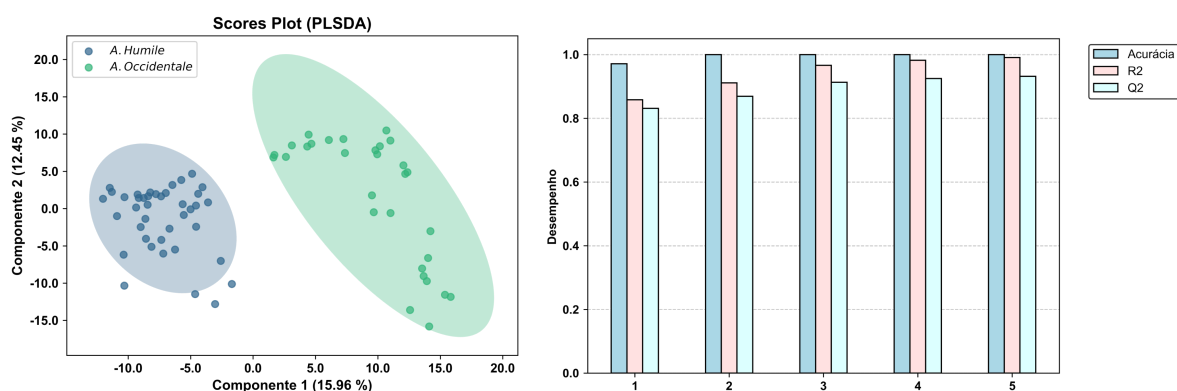 Scores Plot (PLSDA)
A. Humile
A. Occidentale
Componente 2 (12.45 %)
20.0
15.0
10.0
5.0
0.0
-5.0
-10.0
-15.0
-10.0 -5.0 0.0 5.0 10.0 15.0 20.0
Componente 1 (15.96 %)
Desempenho
1.0
0.8
0.6
0.4
0.2
0.0
1 2 3 4 5
Acurácia
R2
Q2